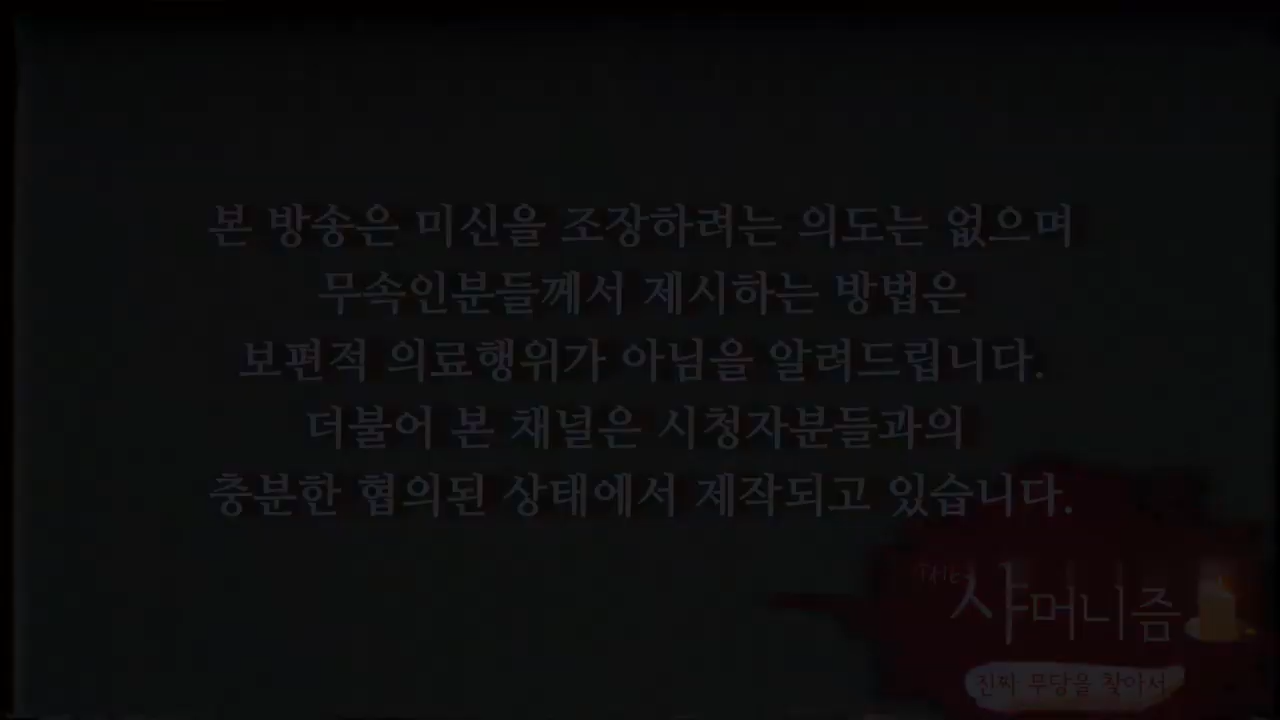 본 방송은 미신을 조장하려는 의도는 없으며
무속인분들께서 제시하는 방법은
보편적 의료행위가 아님을 알려드립니다.
더불어 본 채널은 시청자분들과의
충분한 협의된 상태에서 제작되고 있습니다.
THE
샤머니즘
진짜 무당을 찾아서